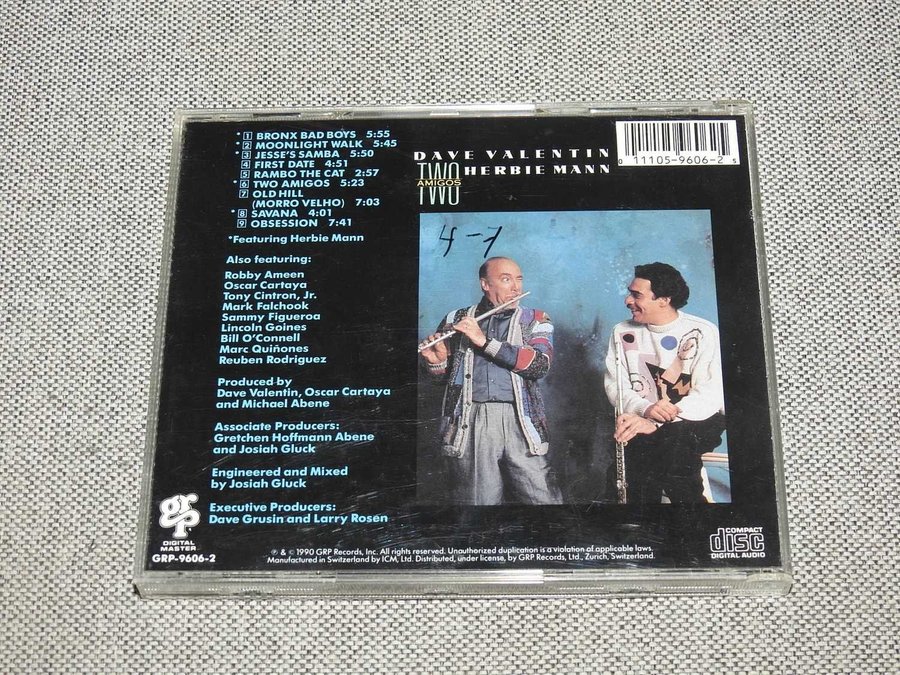 *1 BRONX BAD BOYS 5:55
*2 MOONLIGHT WALK 5:45
*3 JESSE'S SAMBA 5:50
4 FIRST DATE 4:51
5 RAMBO THE CAT 2:57
*6 TWO AMIGOS 5:23
7 OLD HILL
(MORRO VELHO) 7:03
*8 SAVANA 4:01
9 OBSESSION 7:41
*Featuring Herbie Mann
Also featuring:
Robby Ameen
Oscar Cartaya
Tony Cintron, Jr.
Mark Falchook
Sammy Figueroa
Lincoln Goines
Bill O'Connell
Marc Quiñones
Reuben Rodriguez
Produced by
Dave Valentin, Oscar Cartaya
and Michael Abene
Associate Producers:
Gretchen Hoffmann Abene
and Josiah Gluck
Engineered and Mixed
by Josiah Gluck
Executive Producers:
Dave Grusin and Larry Rosen
grp
DIGITAL
MASTER
GRP-9606-2
DAVE VALENTIN
HERBIE MANN
TWO
AMIGOS
TWO
0 11105-9606-2 5
4-7
℗ & © 1990 GRP Records, Inc. All rights reserved. Unauthorized duplication is a violation of applicable laws.
Manufactured in Switzerland by ICM, Ltd. Distributed, under license, by GRP Records, Ltd., Zurich, Switzerland.
COMPACT
disc
DIGITAL AUDIO